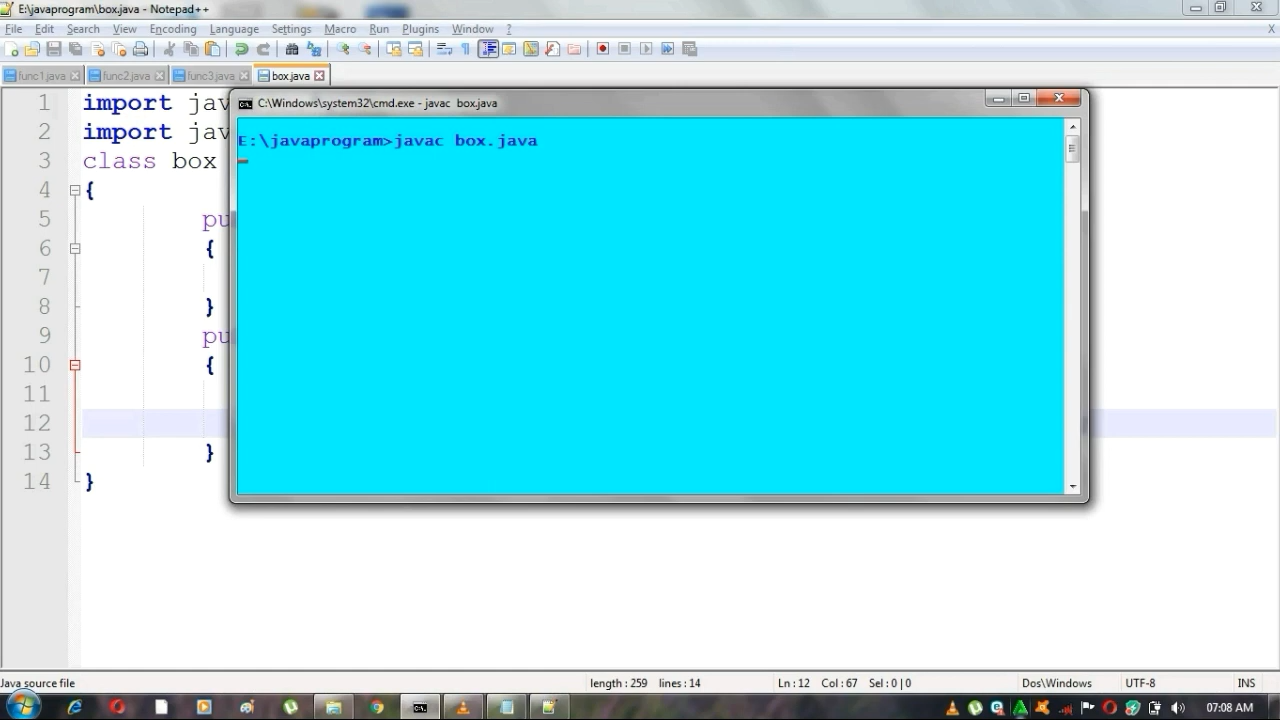 E:\javaprogram\box.java - Notepad++
File Edit Search View Encoding Language Settings Macro Run Plugins Window ? X
func1.java func2.java func3.java box.java
C:\Windows\system32\cmd.exe - javac  box.java
E:\javaprogram>javac box.java
1 import jav
2 import jav
3 class box
4 {
5 pu
6 {
7
8 }
9 pu
10 {
11
12
13 }
14 }
Java source file length : 259 lines : 14 Ln : 12 Col : 67 Sel : 0 | 0 Dos\Windows UTF-8 INS
07:08 AM